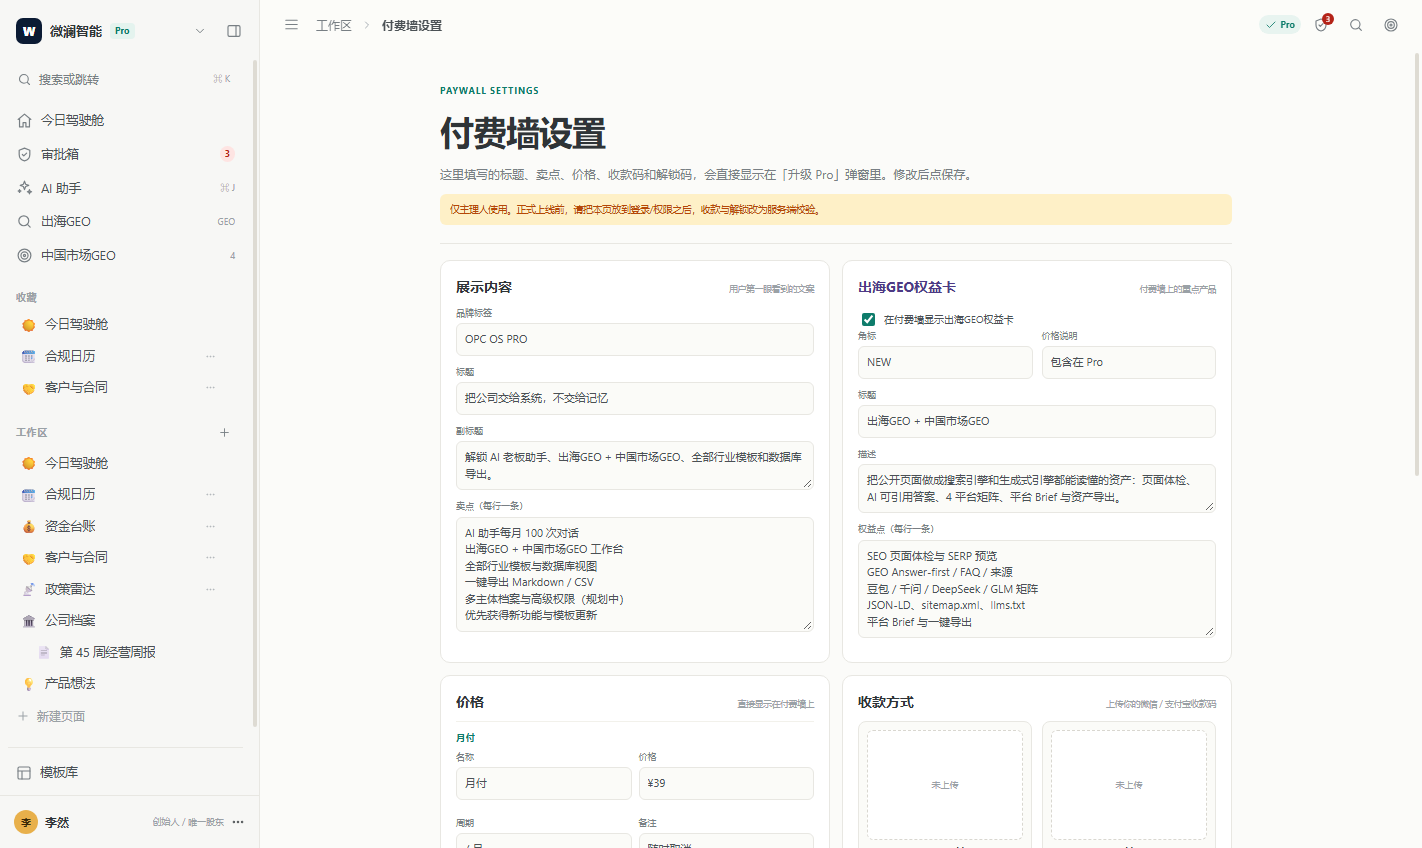 w 微澜智能 Pro
搜索或跳转 ⌘K
今日驾驶舱
审批箱 3
AI 助手 ⌘J
出海GEO GEO
中国市场GEO 4
收藏
今日驾驶舱
合规日历 ···
客户与合同 ···
工作区 +
今日驾驶舱
合规日历 ···
资金台账 ···
客户与合同 ···
政策雷达 ···
公司档案
第 45 周经营周报
产品想法
+ 新建页面
模板库
李 李然 创始人 / 唯一股东 ···
工作区 > 付费墙设置
Pro 3
PAYWALL SETTINGS
付费墙设置
这里填写的标题、卖点、价格、收款码和解锁码，会直接显示在「升级 Pro」弹窗里。修改后点保存。
仅主理人使用。正式上线前，请把本页放到登录/权限之后，收款与解锁改为服务端校验。
展示内容 用户第一眼看到的文案
品牌标签
OPC OS PRO
标题
把公司交给系统，不交给记忆
副标题
解锁 AI 老板助手、出海GEO + 中国市场GEO、全部行业模板和数据库
导出。
卖点（每行一条）
AI 助手每月 100 次对话
出海GEO + 中国市场GEO 工作台
全部行业模板与数据库视图
一键导出 Markdown / CSV
多主体档案与高级权限（规划中）
优先获得新功能与模板更新
出海GEO权益卡 付费墙上的重点产品
在付费墙显示出海GEO权益卡
角标 价格说明
NEW 包含在 Pro
标题
出海GEO + 中国市场GEO
描述
把公开页面做成搜索引擎和生成式引擎都能读懂的资产：页面体检、
AI 可引用答案、4 平台矩阵、平台 Brief 与资产导出。
权益点（每行一条）
SEO 页面体检与 SERP 预览
GEO Answer-first / FAQ / 来源
豆包 / 千问 / DeepSeek / GLM 矩阵
JSON-LD、sitemap.xml、llms.txt
平台 Brief 与一键导出
价格 直接显示在付费墙上
月付
名称 价格
月付 ¥39
周期 备注
/ 月 随时取消
收款方式 上传你的微信 / 支付宝收款码
未上传 未上传